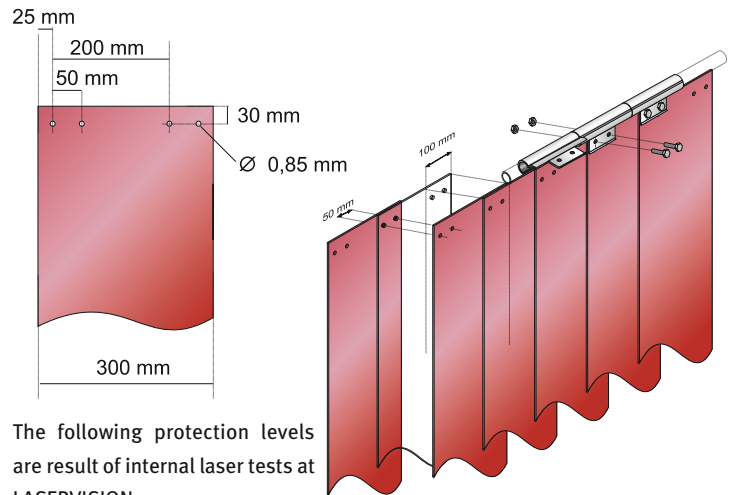 25 mm
200 mm
50 mm
30 mm
Ø 0,85 mm
300 mm
100 mm
50 mm
The following protection levels
are result of internal laser tests at
LASERVISION